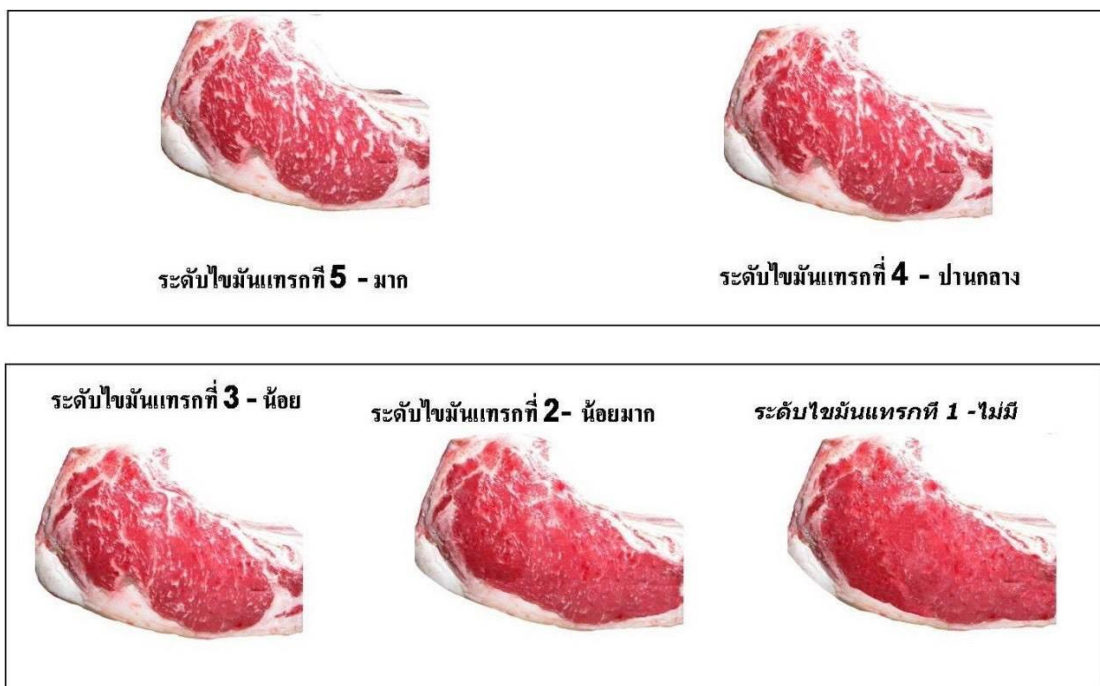 ระดับไขมันแทรกที่ 5 - มาก
ระดับไขมันแทรกที่ 4 - ปานกลาง
ระดับไขมันแทรกที่ 3 - น้อย
ระดับไขมันแทรกที่ 2- น้อยมาก
ระดับไขมันแทรกที่ 1 -ไม่มี